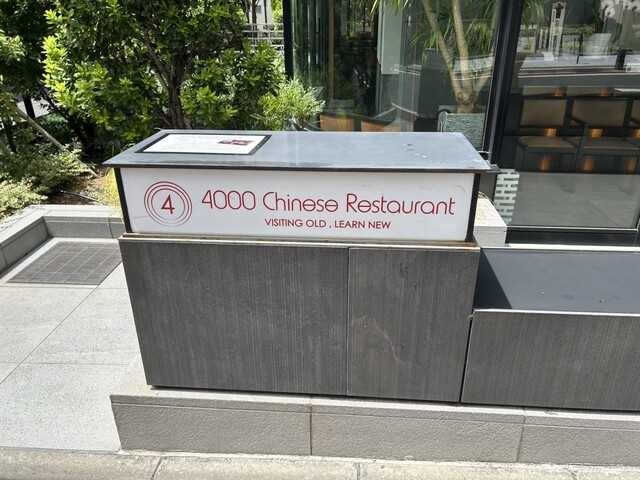 4
4000 Chinese Restaurant
VISITING OLD . LEARN NEW